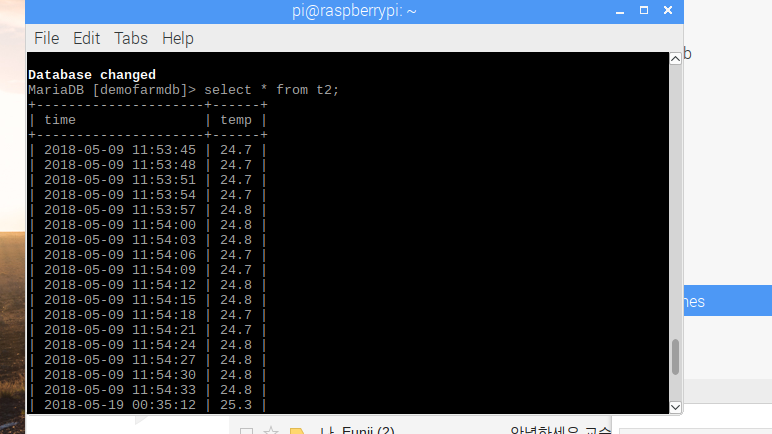 pi@raspberrypi: ~
File Edit Tabs Help
Database changed
MariaDB [demofarmdb]> select * from t2;
+---------------------+------+
| time                | temp |
+---------------------+------+
| 2018-05-09 11:53:45 | 24.7 |
| 2018-05-09 11:53:48 | 24.7 |
| 2018-05-09 11:53:51 | 24.7 |
| 2018-05-09 11:53:54 | 24.7 |
| 2018-05-09 11:53:57 | 24.8 |
| 2018-05-09 11:54:00 | 24.8 |
| 2018-05-09 11:54:03 | 24.8 |
| 2018-05-09 11:54:06 | 24.7 |
| 2018-05-09 11:54:09 | 24.7 |
| 2018-05-09 11:54:12 | 24.8 |
| 2018-05-09 11:54:15 | 24.8 |
| 2018-05-09 11:54:18 | 24.7 |
| 2018-05-09 11:54:21 | 24.7 |
| 2018-05-09 11:54:24 | 24.8 |
| 2018-05-09 11:54:27 | 24.8 |
| 2018-05-09 11:54:30 | 24.8 |
| 2018-05-09 11:54:33 | 24.8 |
| 2018-05-19 00:35:12 | 25.3 |
나, Eunji (2) 안녕하세요 교수